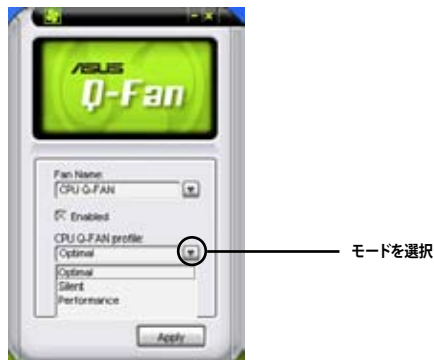 ASUS
Q-Fan
Fan Name:
CPU Q-FAN
Enabled
CPU Q-FAN profile:
Optimal
モードを選択
Optimal
Silent
Performance
Apply